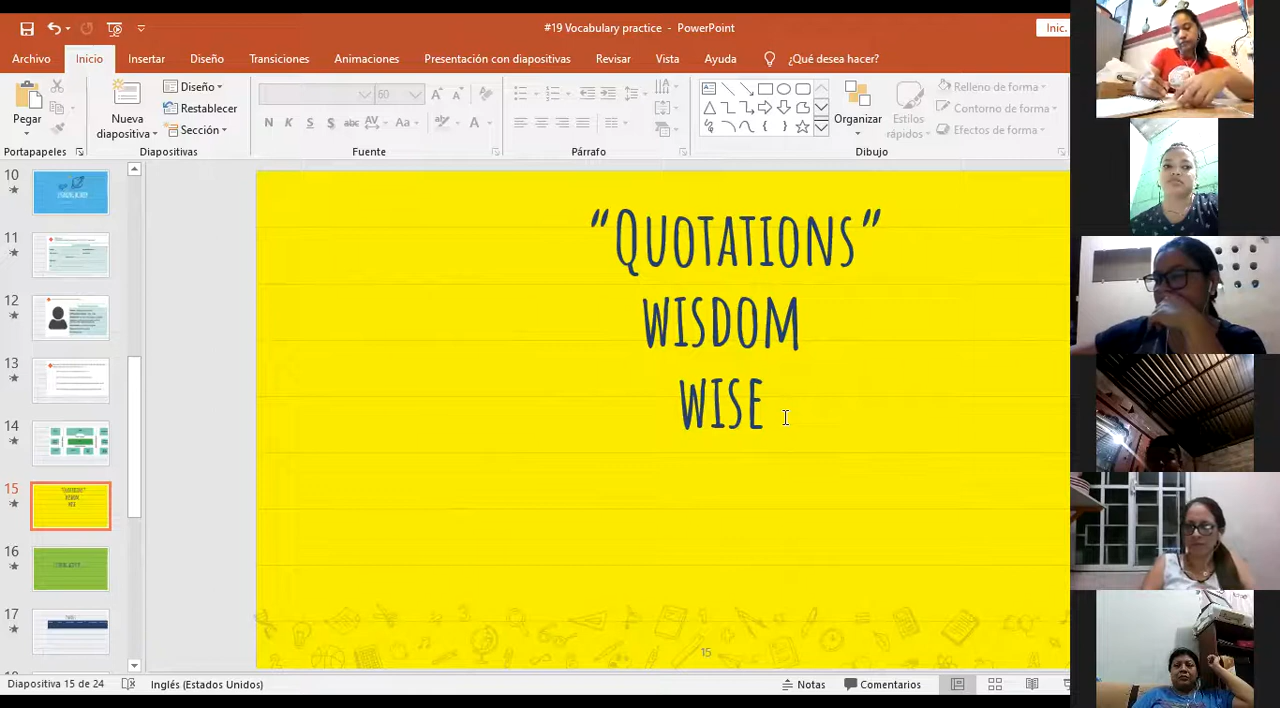 #19 Vocabulary practice - PowerPoint
Inic.
Archivo Inicio Insertar Diseño Transiciones Animaciones Presentación con diapositivas Revisar Vista Ayuda ¿Qué desea hacer?
Pegar
Nueva diapositiva
Diseño
Restablecer
Sección
60
N K S S abc AV Aa A
Organizar
Estilos rápidos
Relleno de forma
Contorno de forma
Efectos de forma
Portapapeles Diapositivas Fuente Párrafo Dibujo
10
11
12
13
14
15
16
17
“QUOTATIONS”
WISDOM
WISE
15
Diapositiva 15 de 24 Inglés (Estados Unidos) Notas Comentarios